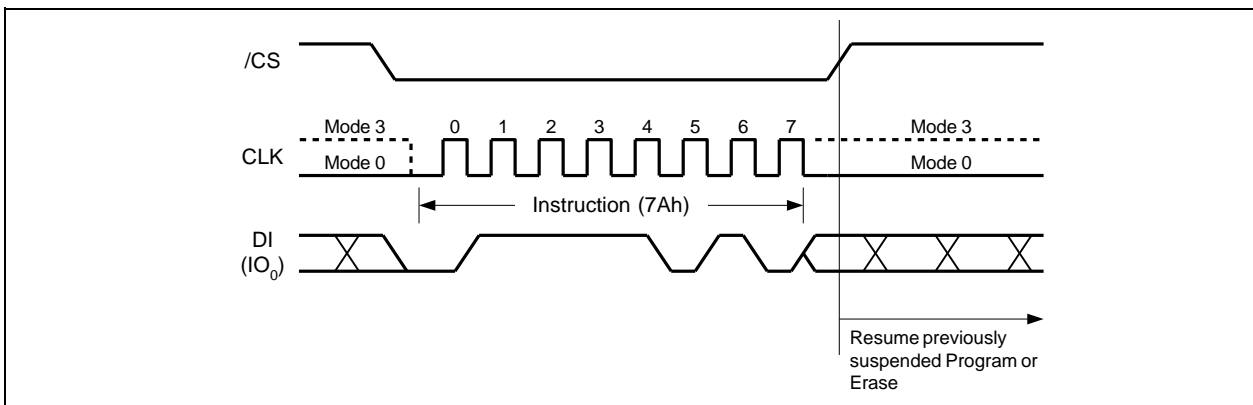 /CS
Mode 3 0 1 2 3 4 5 6 7 Mode 3
CLK
Mode 0 Mode 0
Instruction (7Ah)
DI
(IO0)
Resume previously
suspended Program or
Erase